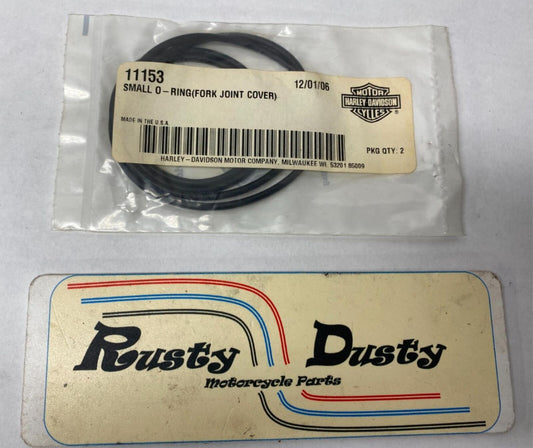 11153
12/01/06
SMALL O-RING(FORK JOINT COVER)
MOTOR
HARLEY-DAVIDSON
CYCLES
MADE IN THE U.S.A.
PKG QTY: 2
HARLEY-DAVIDSON MOTOR COMPANY, MILWAUKEE WI. 53201 85009
Rusty Dusty
Motorcycle Parts